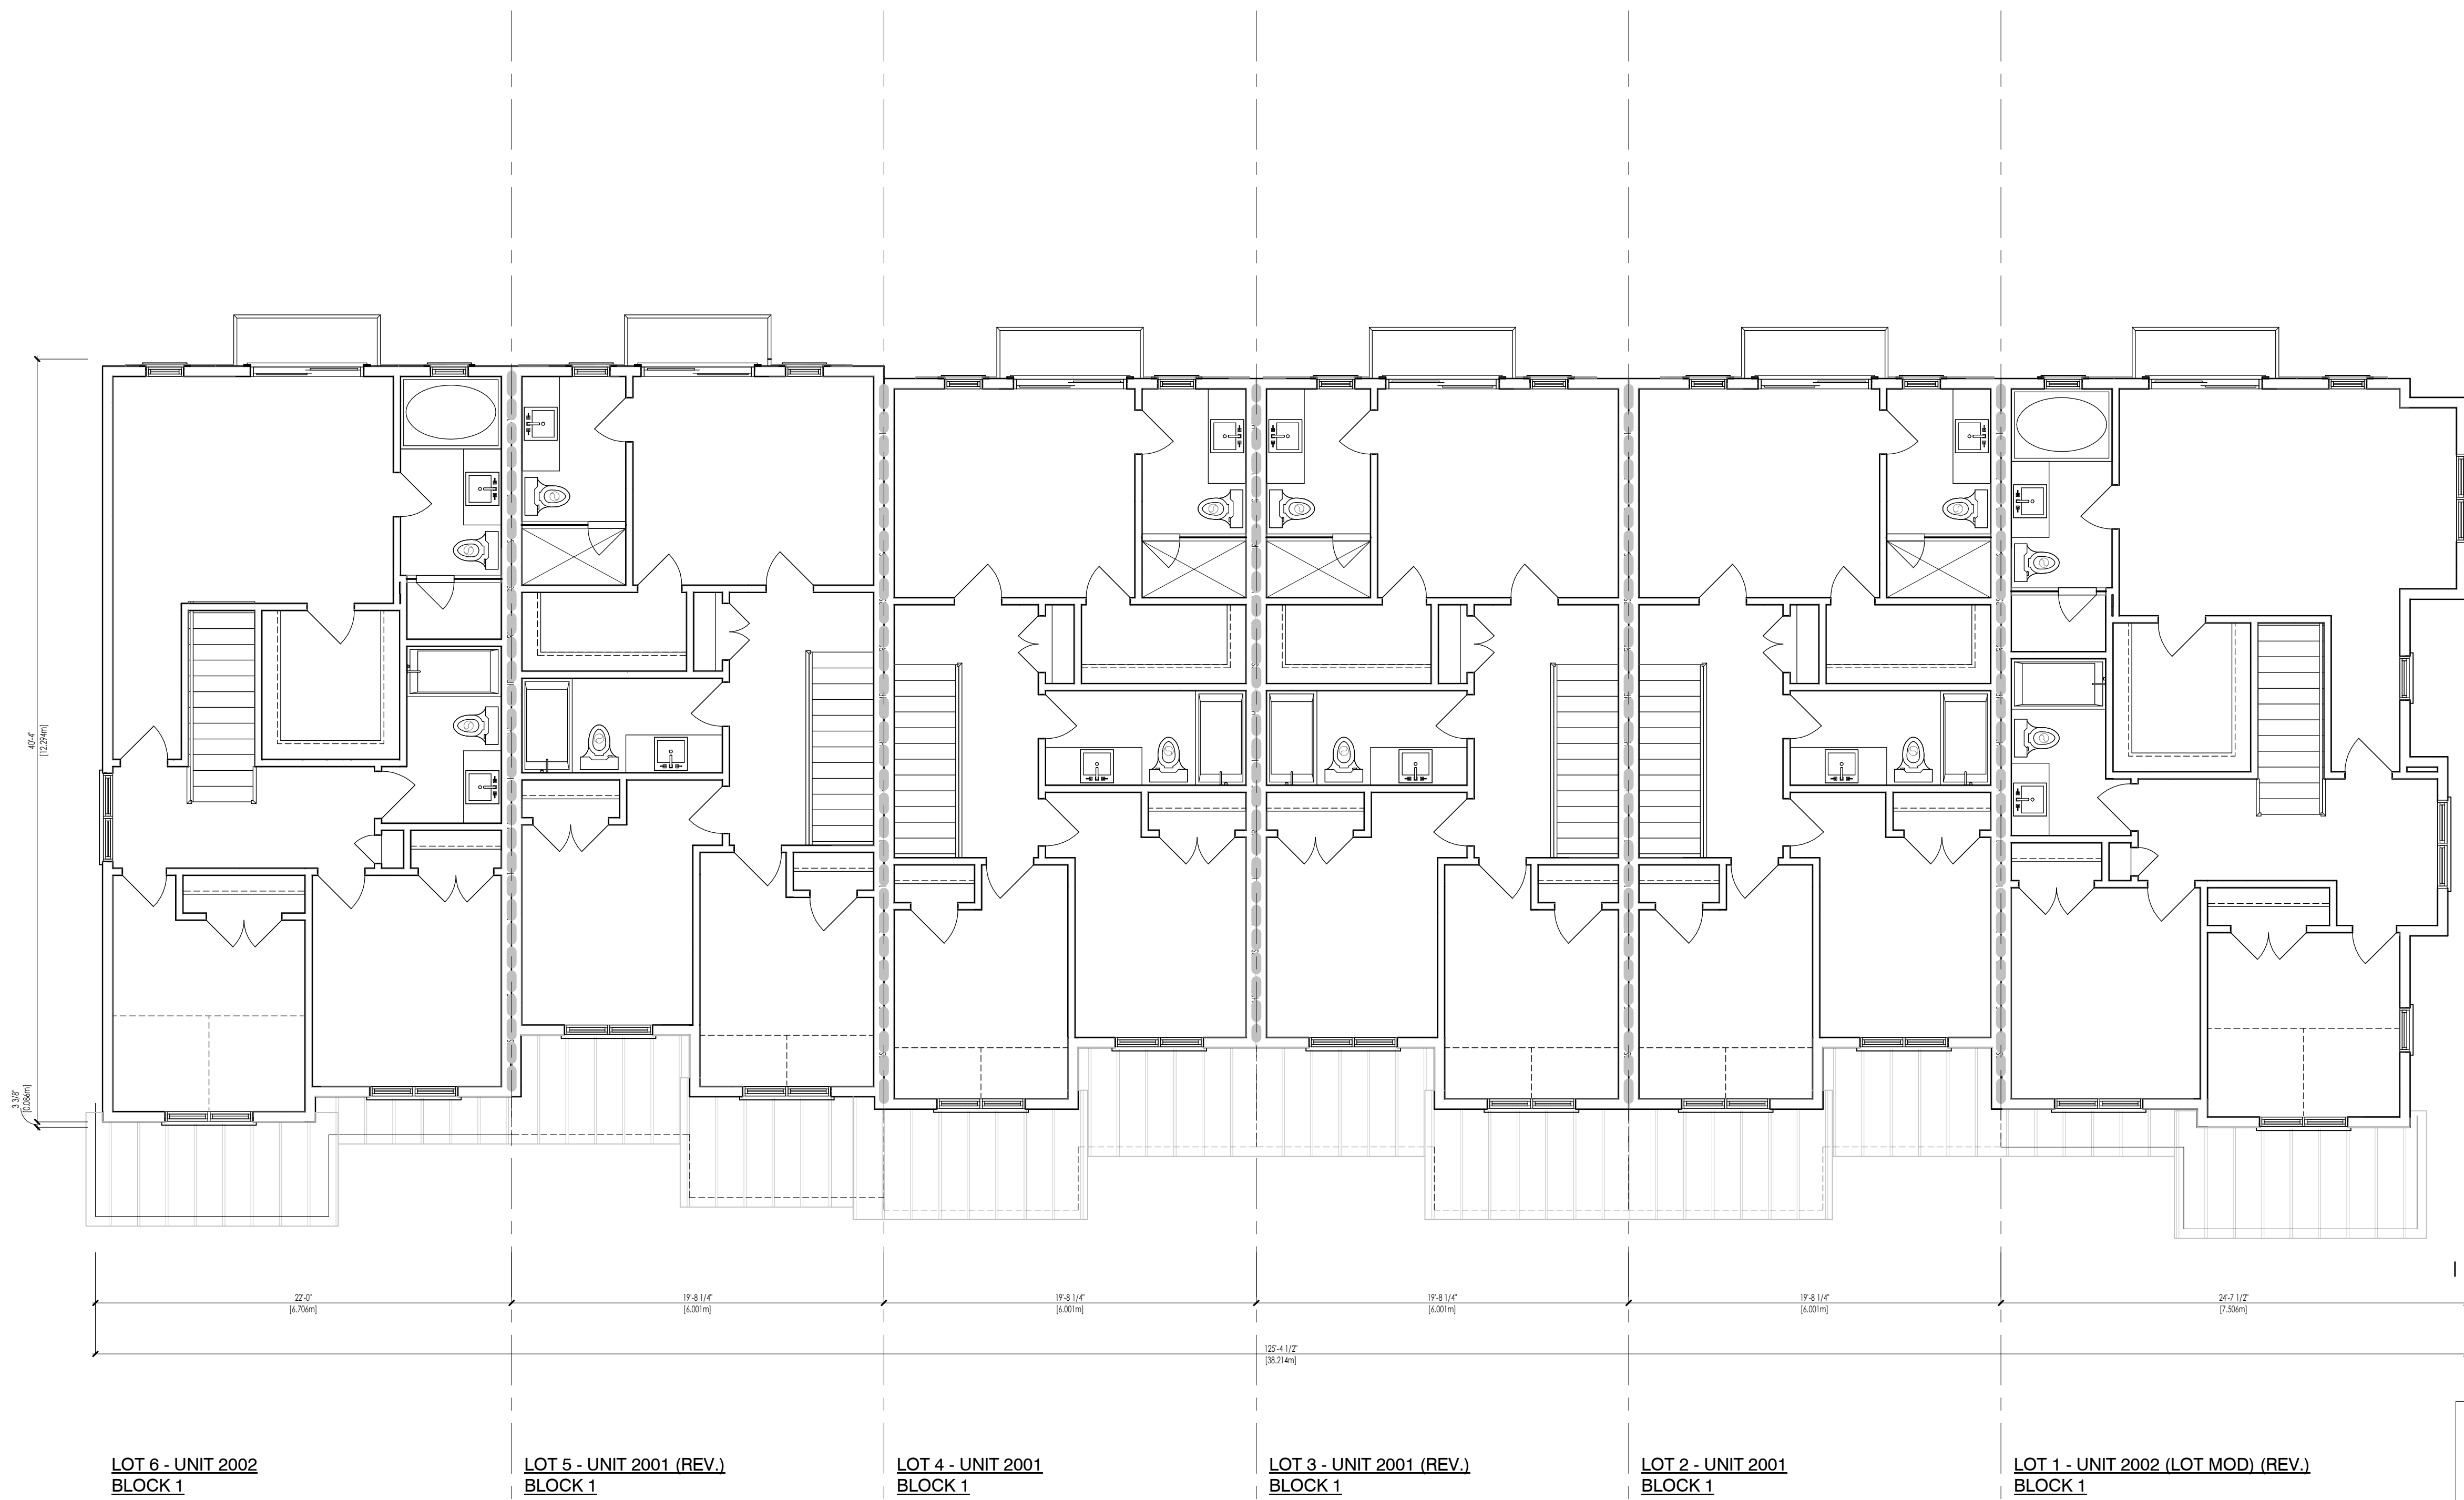 40'-4"
[12.294m]
3 3/8"
[0.086m]
22'-0"
[6.706m]
19'-8 1/4"
[6.001m]
19'-8 1/4"
[6.001m]
19'-8 1/4"
[6.001m]
19'-8 1/4"
[6.001m]
24'-7 1/2"
[7.506m]
125'-4 1/2"
[38.214m]
LOT 6 - UNIT 2002
BLOCK 1
LOT 5 - UNIT 2001 (REV.)
BLOCK 1
LOT 4 - UNIT 2001
BLOCK 1
LOT 3 - UNIT 2001 (REV.)
BLOCK 1
LOT 2 - UNIT 2001
BLOCK 1
LOT 1 - UNIT 2002 (LOT MOD) (REV.)
BLOCK 1